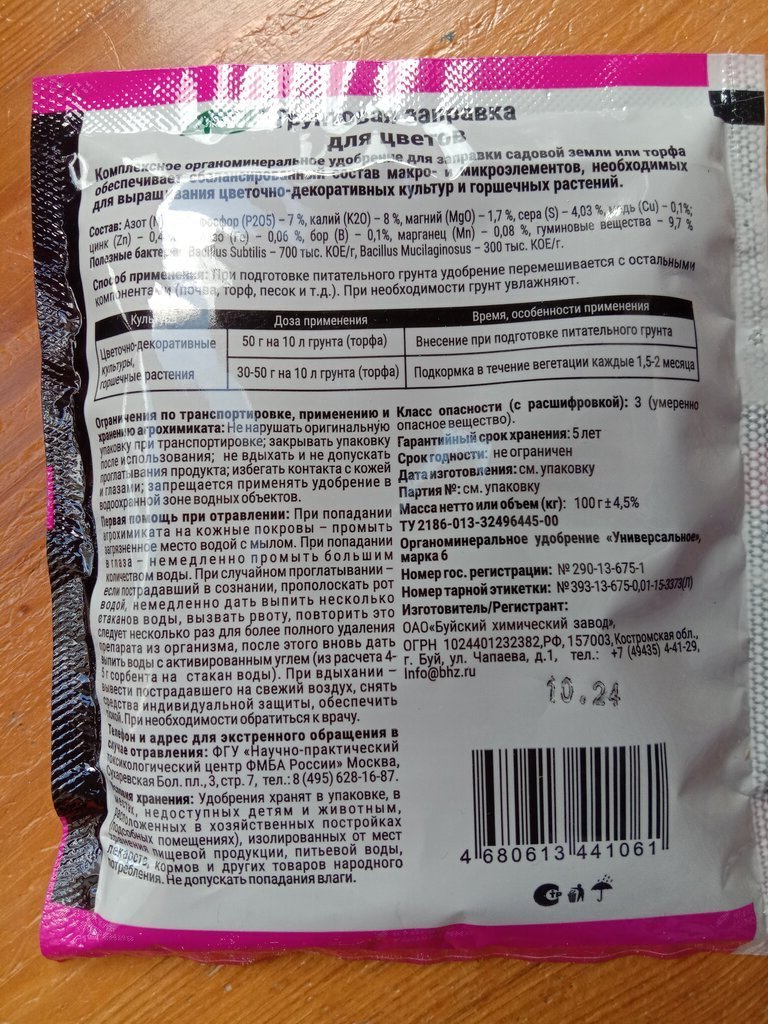 Грунтовая заправка
для цветов
Комплексное органоминеральное удобрение для заправки садовой земли или торфа
обеспечивает сбалансированный состав макро- и микроэлементов, необходимых
для выращивания цветочно-декоративных культур и горшечных растений.
Состав: Азот фосфор (P2O5) – 7 %, калий (K2O) – 8 %, магний (MgO) – 1,7 %, сера (S) – 4,03 %, медь (Cu) – 0,1%;
цинк (Zn) – (Fe) – 0,06 %, бор (B) – 0,1%, марганец (Mn) – 0,08 %, гуминовые вещества – 9,7 %
Полезные бактерии Bacillus Subtilis – 700 тыс. КОЕ/г, Bacillus Mucilaginosus – 300 тыс. КОЕ/г.
Способ применения: При подготовке питательного грунта удобрение перемешивается с остальными
компонентами (почва, торф, песок и т.д.). При необходимости грунт увлажняют.
Доза применения Время, особенности применения
Цветочно-декоративные
культуры,
горшечные растения
50 г на 10 л грунта (торфа) Внесение при подготовке питательного грунта
30-50 г на 10 л грунта (торфа) Подкормка в течение вегетации каждые 1,5-2 месяца
Ограничения по транспортировке, применению и
хранению агрохимиката: Не нарушать оригинальную
упаковку при транспортировке; закрывать упаковку
после использования; не вдыхать и не допускать
проглатывания продукта; избегать контакта с кожей
и глазами; запрещается применять удобрение в
водоохранной зоне водных объектов.
Первая помощь при отравлении: При попадании
агрохимиката на кожные покровы – промыть
загрязненное место водой с мылом. При попадании
в глаза – немедленно промыть большим
количеством воды. При случайном проглатывании –
если пострадавший в сознании, прополоскать рот
водой, немедленно дать выпить несколько
стаканов воды, вызвать рвоту, повторить это
следует несколько раз для более полного удаления
препарата из организма, после этого вновь дать
выпить воды с активированным углем (из расчета 4-
5 г сорбента на стакан воды). При вдыхании –
вывести пострадавшего на свежий воздух, снять
средства индивидуальной защиты, обеспечить
покой. При необходимости обратиться к врачу.
Телефон и адрес для экстренного обращения в
случае отравления: ФГУ «Научно-практический
токсикологический центр ФМБА России» Москва,
Сухаревская Бол. пл., 3, стр. 7, тел.: 8 (495) 628-16-87.
хранения: Удобрения хранят в упаковке, в
местах, недоступных детям и животным,
расположенных в хозяйственных постройках
(подсобных помещениях), изолированных от мест
хранения пищевой продукции, питьевой воды,
лекарств, кормов и других товаров народного
потребления. Не допускать попадания влаги.
Класс опасности (с расшифровкой): 3 (умеренно
опасное вещество).
Гарантийный срок хранения: 5 лет
Срок годности: не ограничен
Дата изготовления: см. упаковку
Партия №: см. упаковку
Масса нетто или объем (кг): 100 г ± 4,5%
ТУ 2186-013-32496445-00
Органоминеральное удобрение «Универсальное»,
марка 6
Номер гос. регистрации: № 290-13-675-1
Номер тарной этикетки: № 393-13-675-0,01-15-3373(Л)
Изготовитель/Регистрант:
ОАО«Буйский химический завод»,
ОГРН 1024401232382,РФ, 157003, Костромская обл.,
г. Буй, ул. Чапаева, д.1, тел.: +7 (49435) 4-41-29,
Info@bhz.ru
10.24
4 680613 441061